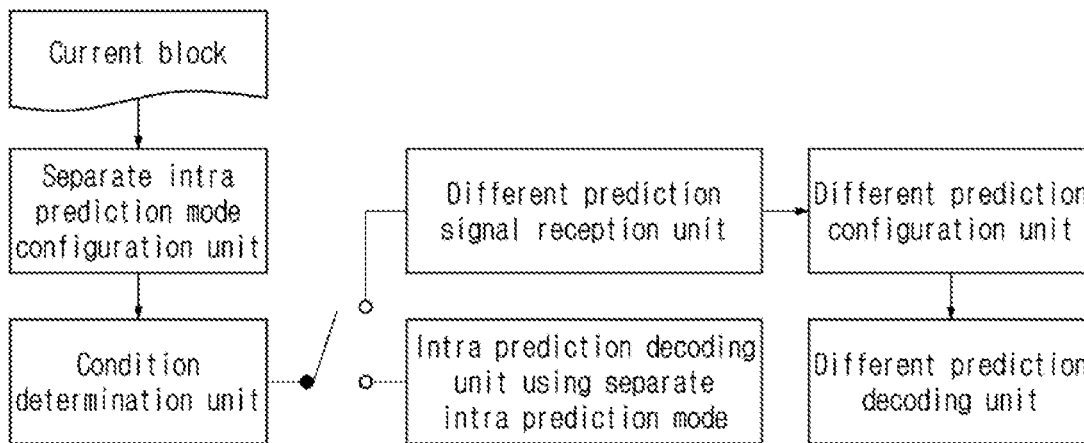 Current block
Separate intra
prediction mode
configuration unit
Different prediction
signal reception unit
Different prediction
configuration unit
Condition
determination unit
Intra prediction decoding
unit using separate
intra prediction mode
Different prediction
decoding unit